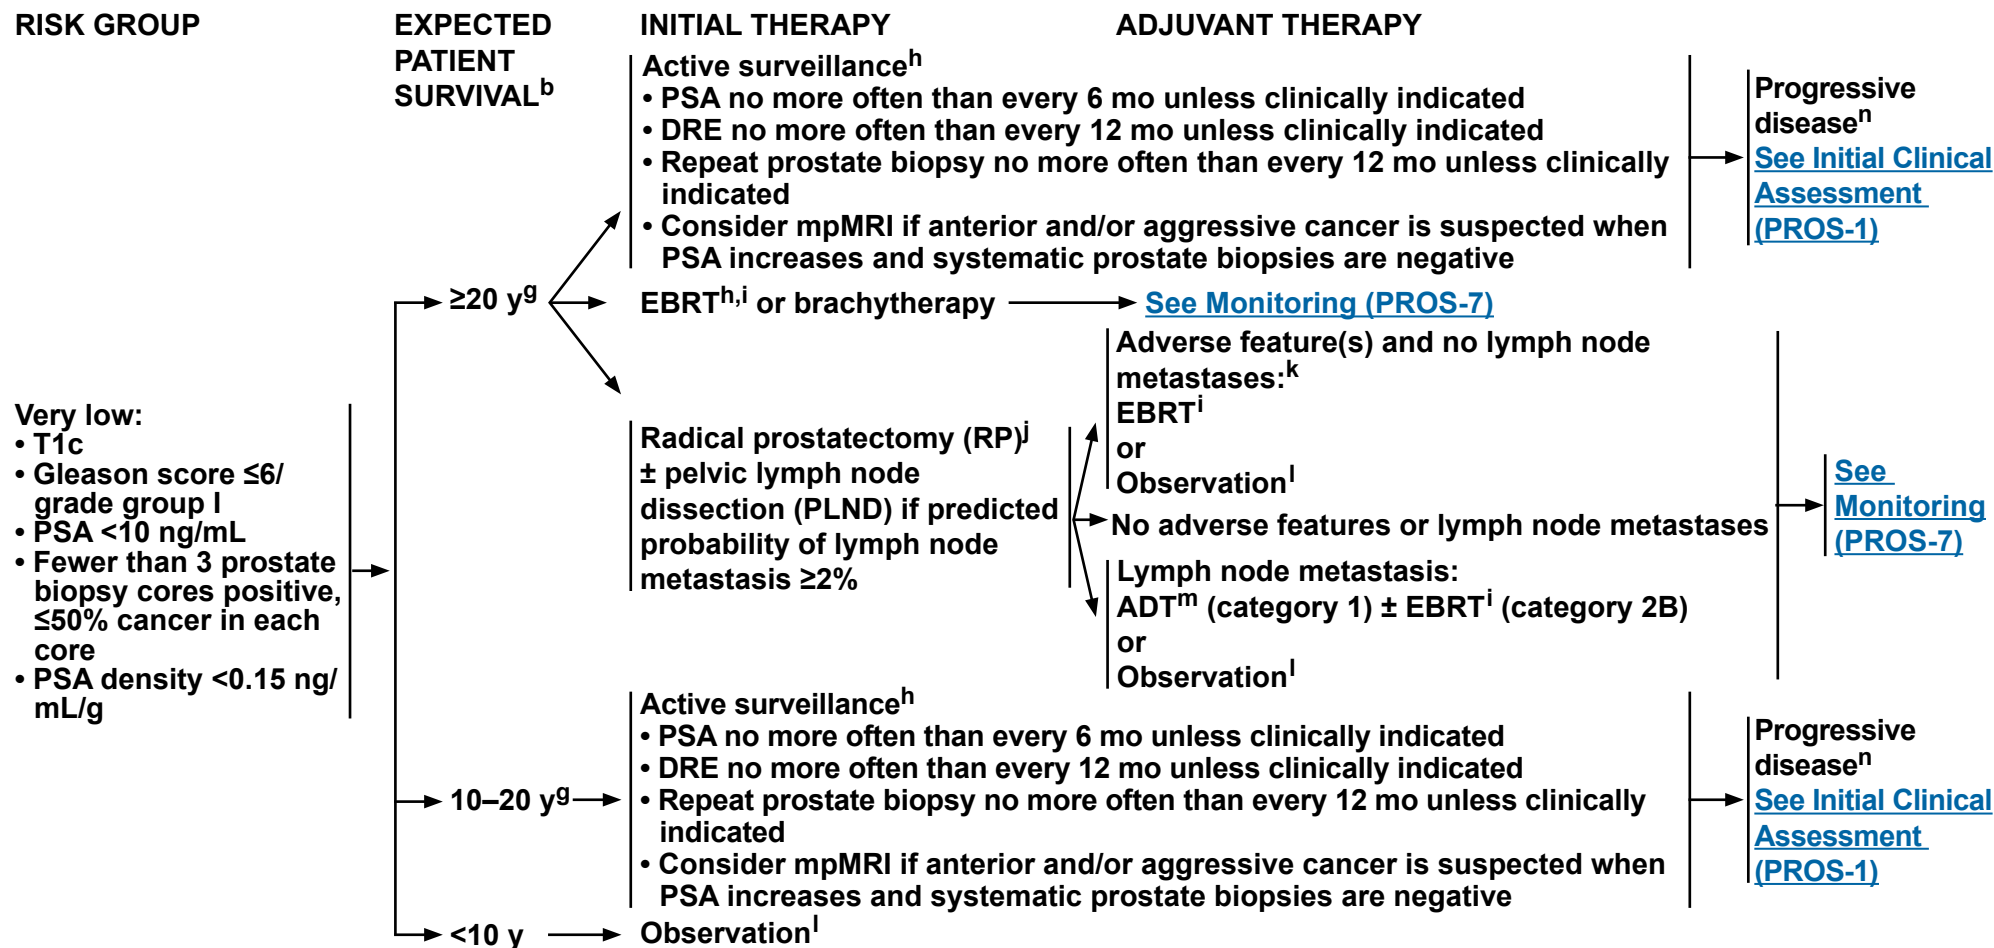 RISK GROUP
EXPECTED
PATIENT
SURVIVALᵇ
INITIAL THERAPY
ADJUVANT THERAPY
Very low:
• T1c
• Gleason score ≤6/
grade group I
• PSA <10 ng/mL
• Fewer than 3 prostate
biopsy cores positive,
≤50% cancer in each
core
• PSA density <0.15 ng/
mL/g
≥20 yᵍ
Active surveillanceʰ
• PSA no more often than every 6 mo unless clinically indicated
• DRE no more often than every 12 mo unless clinically indicated
• Repeat prostate biopsy no more often than every 12 mo unless clinically
indicated
• Consider mpMRI if anterior and/or aggressive cancer is suspected when
PSA increases and systematic prostate biopsies are negative
Progressive
diseaseⁿ
See Initial Clinical
Assessment
(PROS-1)
EBRTʰ,ⁱ or brachytherapy
See Monitoring (PROS-7)
Radical prostatectomy (RP)ʲ
± pelvic lymph node
dissection (PLND) if predicted
probability of lymph node
metastasis ≥2%
Adverse feature(s) and no lymph node
metastases:ᵏ
EBRTⁱ
or
Observationˡ
No adverse features or lymph node metastases
Lymph node metastasis:
ADTᵐ (category 1) ± EBRTⁱ (category 2B)
or
Observationˡ
See
Monitoring
(PROS-7)
10–20 yᵍ
Active surveillanceʰ
• PSA no more often than every 6 mo unless clinically indicated
• DRE no more often than every 12 mo unless clinically indicated
• Repeat prostate biopsy no more often than every 12 mo unless clinically
indicated
• Consider mpMRI if anterior and/or aggressive cancer is suspected when
PSA increases and systematic prostate biopsies are negative
Progressive
diseaseⁿ
See Initial Clinical
Assessment
(PROS-1)
<10 y
Observationˡ